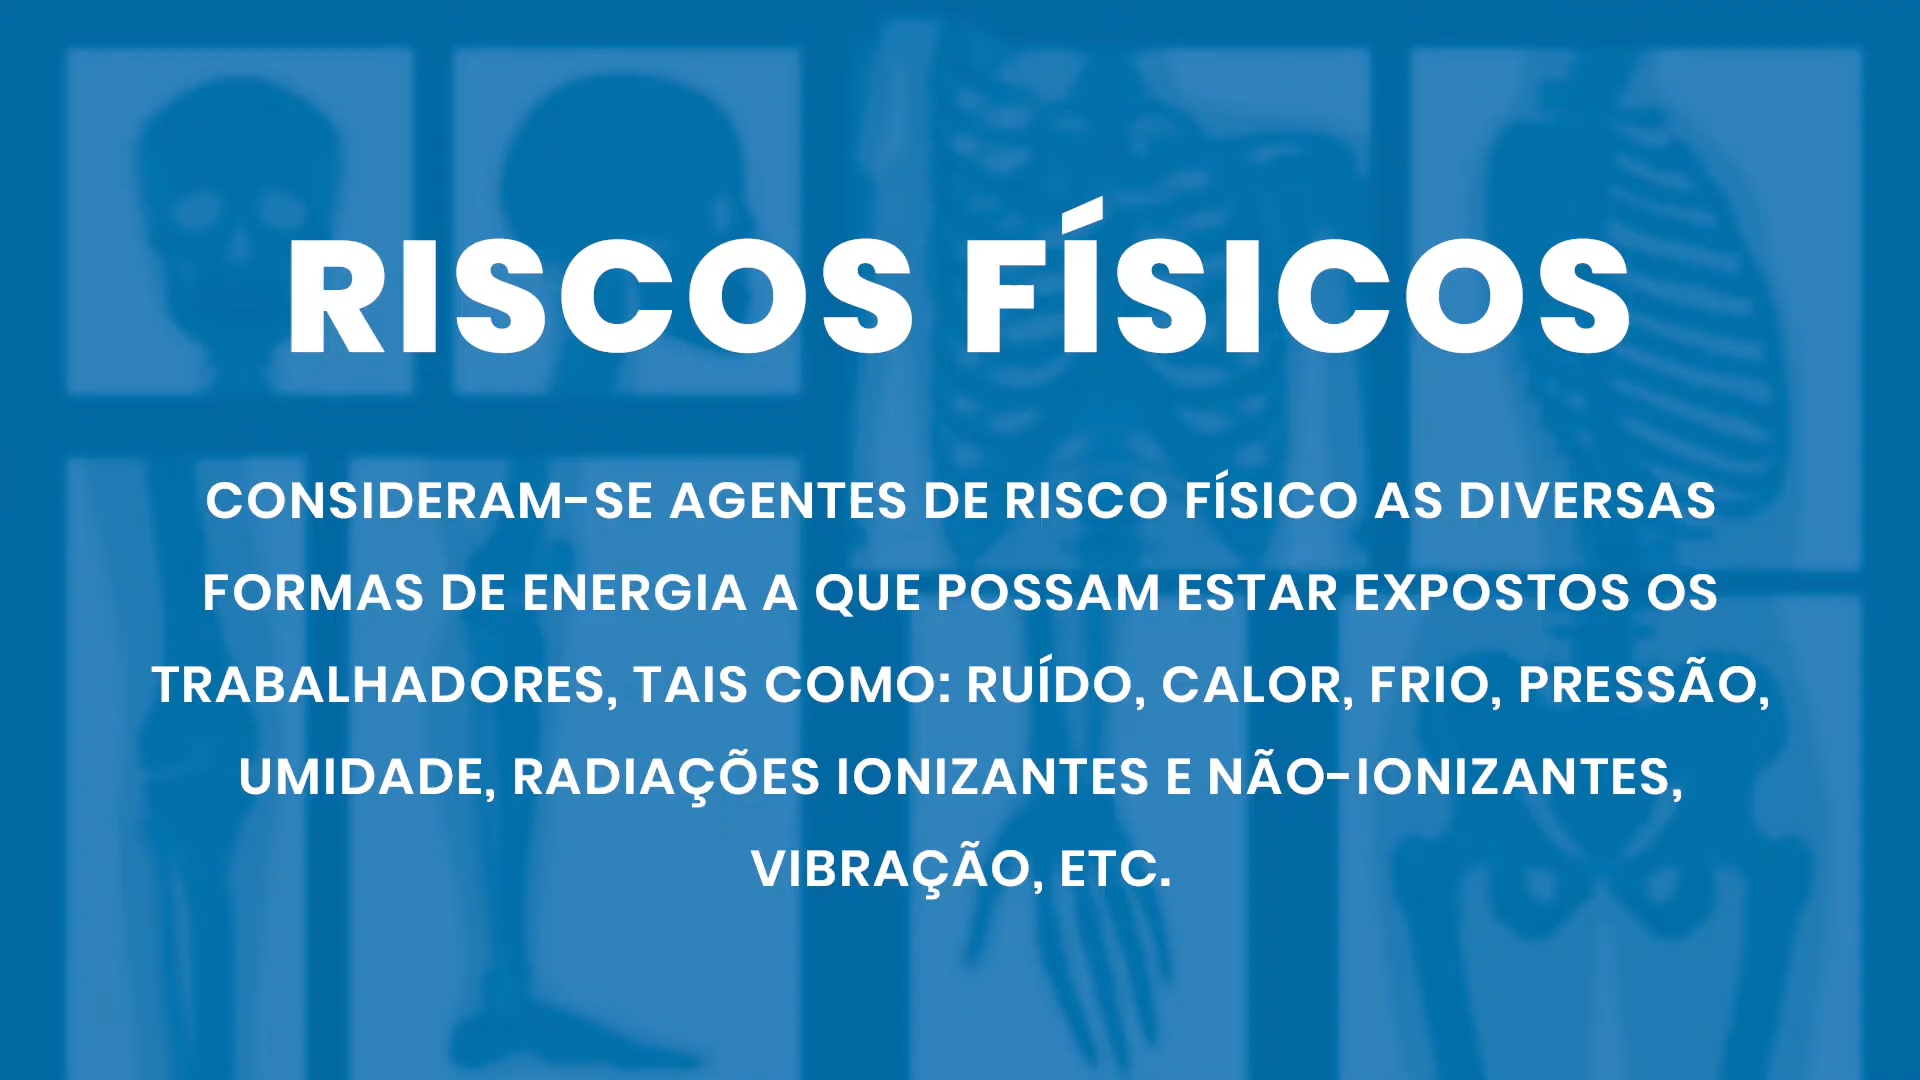 RISCOS FÍSICOS
CONSIDERAM-SE AGENTES DE RISCO FÍSICO AS DIVERSAS
FORMAS DE ENERGIA A QUE POSSAM ESTAR EXPOSTOS OS
TRABALHADORES, TAIS COMO: RUÍDO, CALOR, FRIO, PRESSÃO,
UMIDADE, RADIAÇÕES IONIZANTES E NÃO-IONIZANTES,
VIBRAÇÃO, ETC.